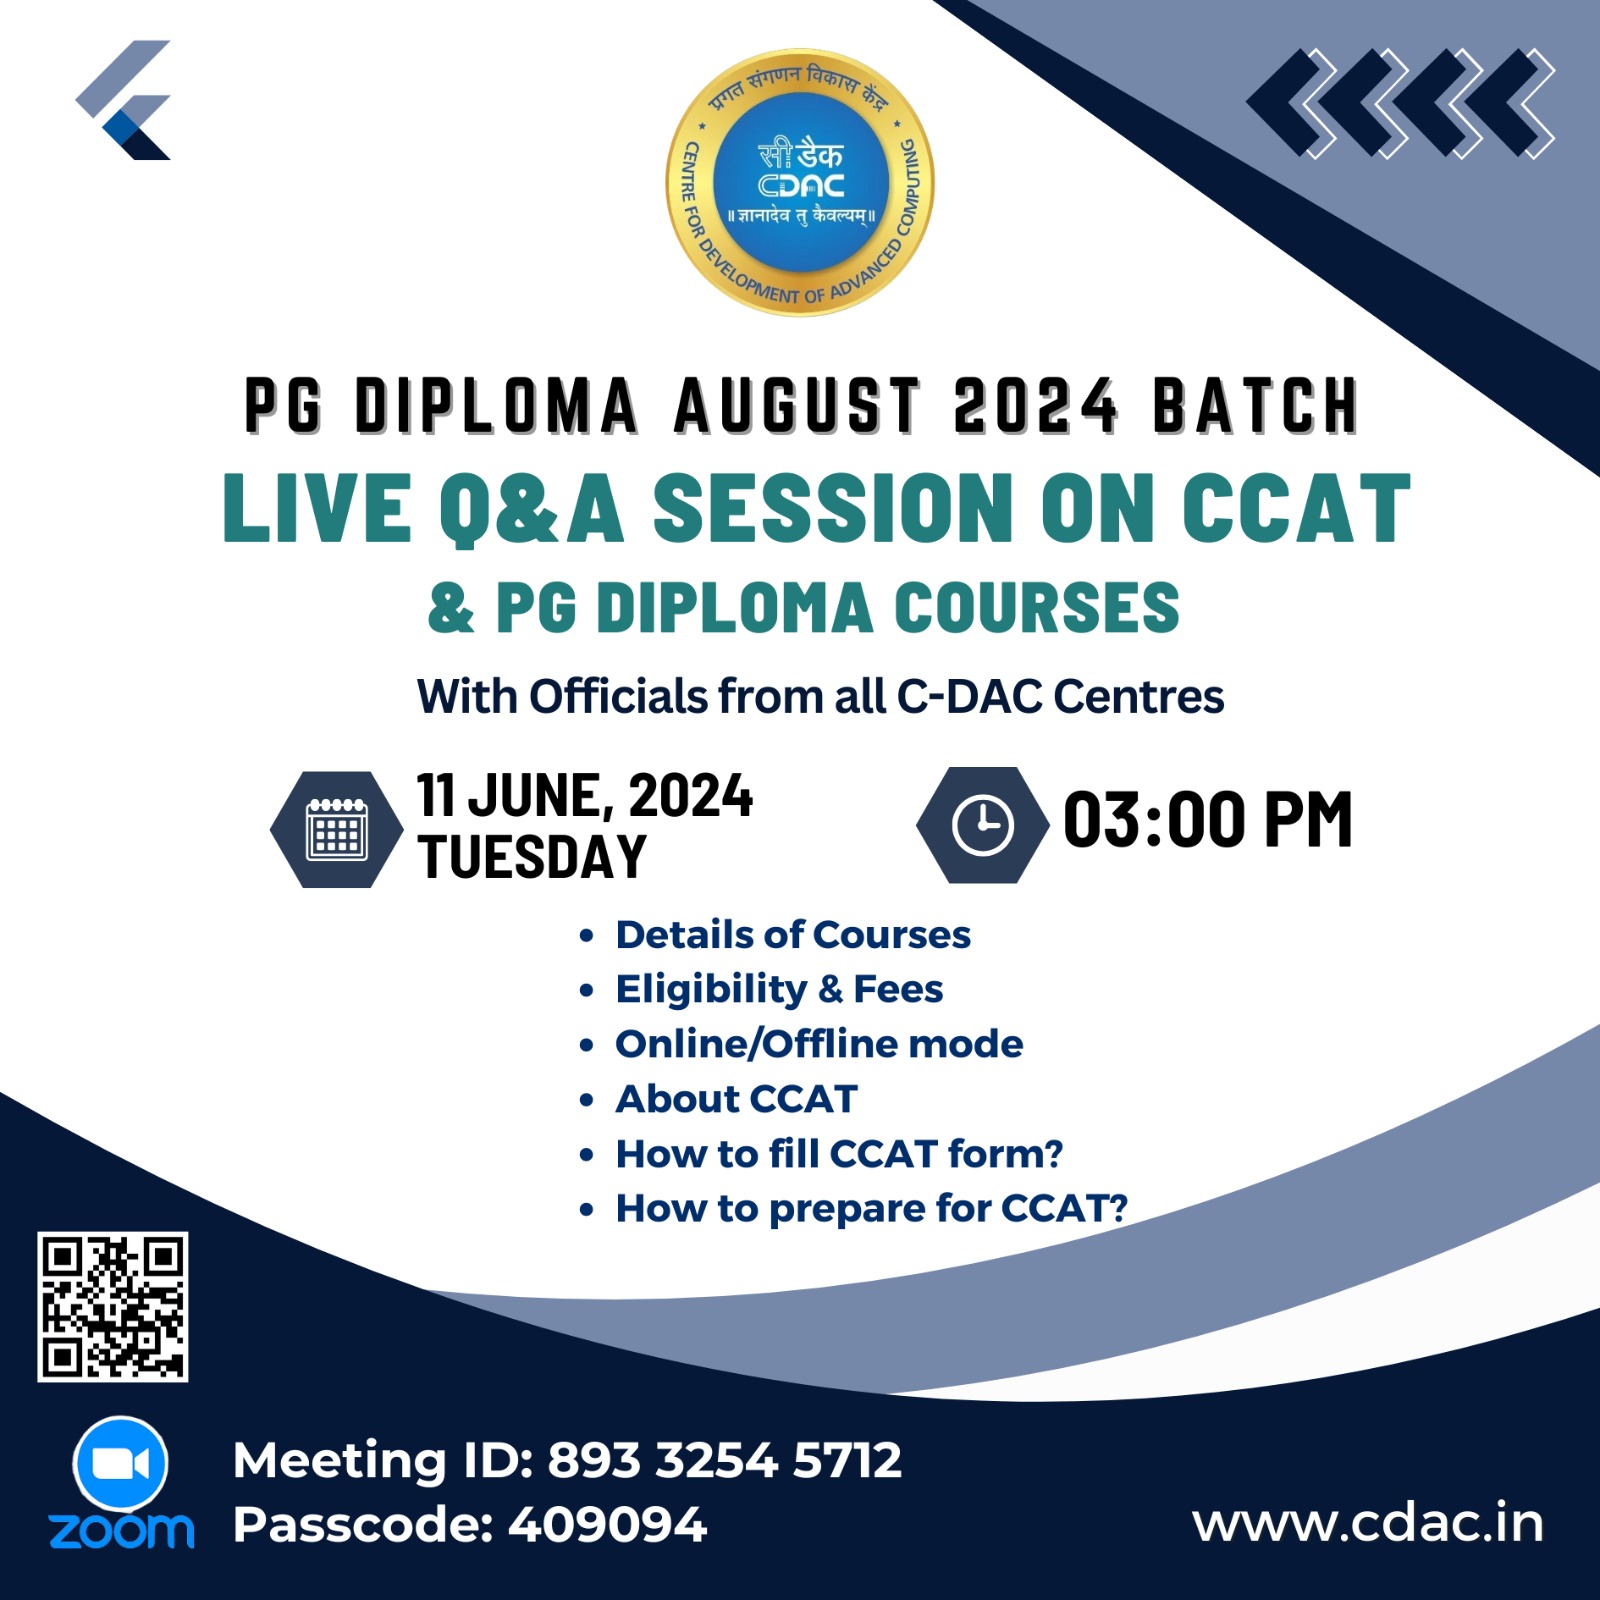 प्रगत संगणन विकास केंद्र
सी डैक
CDAC
॥ ज्ञानादेव तु कैवल्यम् ॥
CENTRE FOR DEVELOPMENT OF ADVANCED COMPUTING
PG DIPLOMA AUGUST 2024 BATCH
LIVE Q&A SESSION ON CCAT
& PG DIPLOMA COURSES
With Officials from all C-DAC Centres
11 JUNE, 2024
TUESDAY
03:00 PM
• Details of Courses
• Eligibility & Fees
• Online/Offline mode
• About CCAT
• How to fill CCAT form?
• How to prepare for CCAT?
zoom
Meeting ID: 893 3254 5712
Passcode: 409094
www.cdac.in